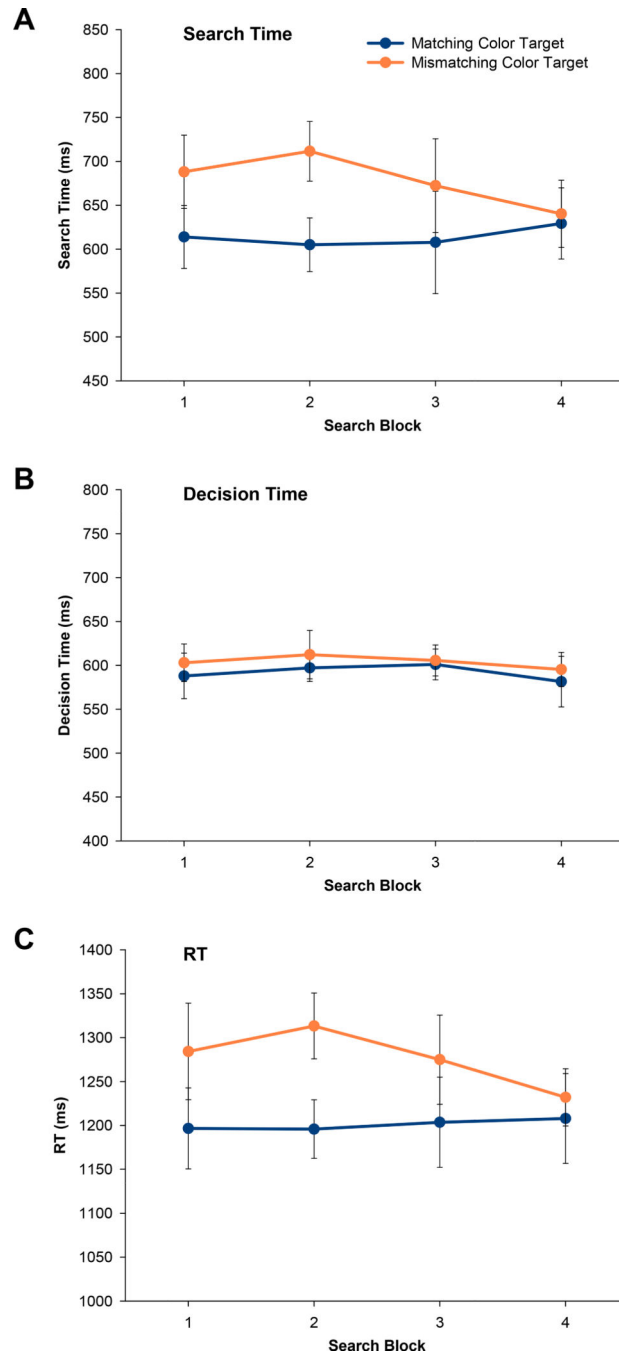 A
Search Time
Matching Color Target
Mismatching Color Target
850
800
750
700
650
600
550
500
450
Search Time (ms)
1 2 3 4
Search Block
B
Decision Time
800
750
700
650
600
550
500
450
400
Decision Time (ms)
1 2 3 4
Search Block
C
RT
1400
1350
1300
1250
1200
1150
1100
1050
1000
RT (ms)
1 2 3 4
Search Block